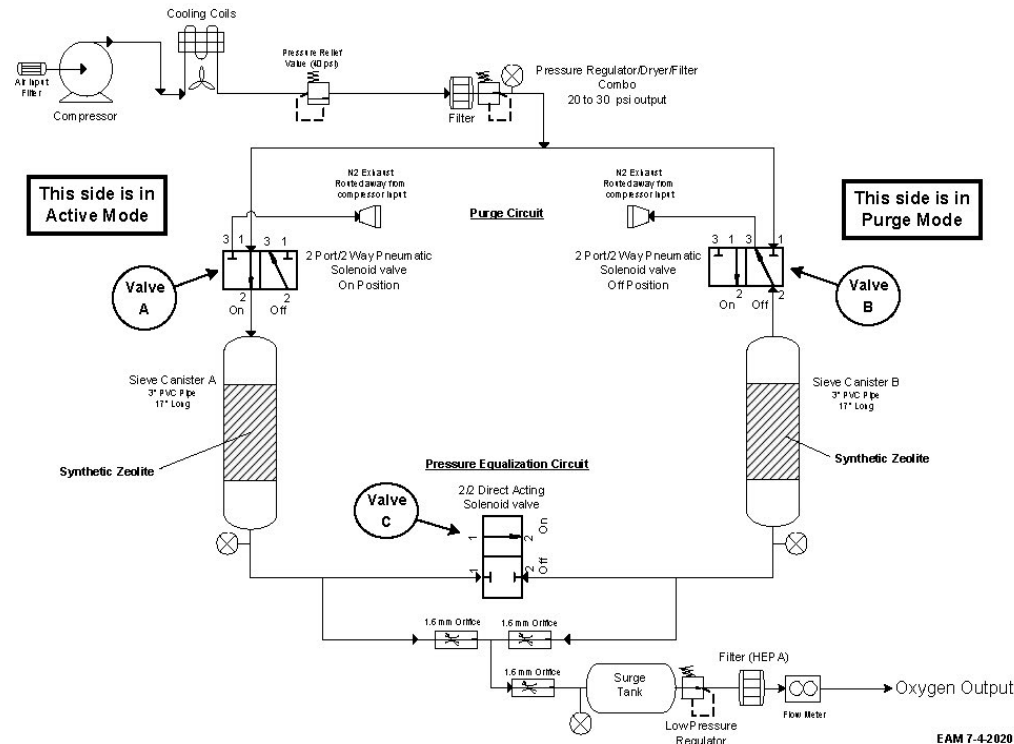 Cooling Coils
Air Input
Filter
Compressor
Pressure Relief
Valve (40 psi)
Filter
Pressure Regulator/Dryer/Filter
Combo
20 to 30 psi output
This side is in
Active Mode
N2 Exhaust
Routed away from
compressor input
Purge Circuit
N2 Exhaust
Routed away from
compressor input
This side is in
Purge Mode
3 1 3 1
2 2
On Off
Valve
A
2 Port/2 Way Pneumatic
Solenoid valve
On Position
2 Port/2 Way Pneumatic
Solenoid valve
Off Position
3 1 3 1
2 2
On Off
Valve
B
Sieve Canister A
3" PVC Pipe
17" Long
Synthetic Zeolite
Sieve Canister B
3" PVC Pipe
17" Long
Synthetic Zeolite
Pressure Equalization Circuit
2/2 Direct Acting
Solenoid valve
Valve
C
1 2 On
1 2 Off
1.6 mm Orifice
1.6 mm Orifice
1.6 mm Orifice
Surge
Tank
Low Pressure
Regulator
Filter (HEPA)
Flow Meter
Oxygen Output
EAM 7-4-2020